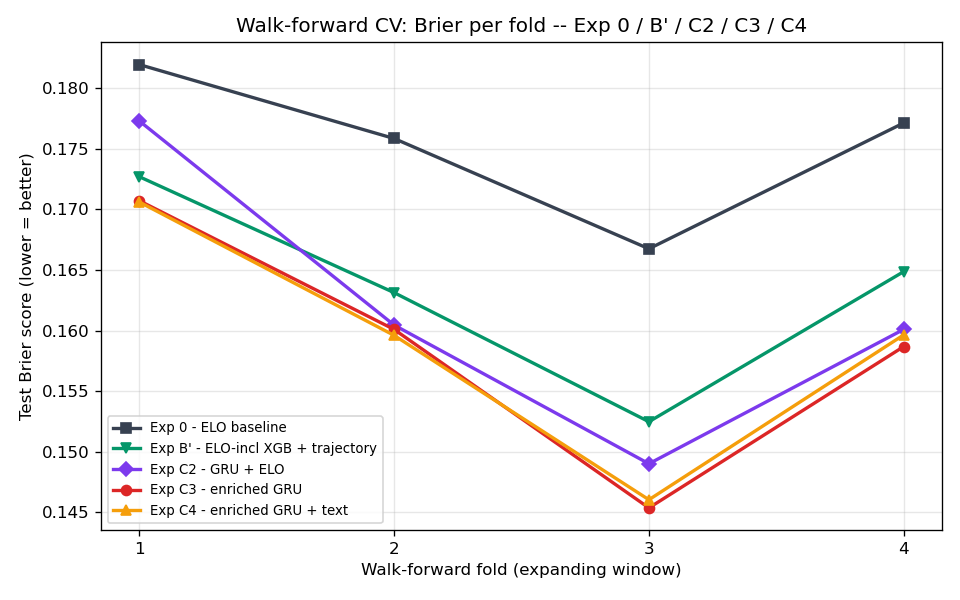 Walk-forward CV: Brier per fold -- Exp 0 / B' / C2 / C3 / C4
Test Brier score (lower = better)
0.180
0.175
0.170
0.165
0.160
0.155
0.150
0.145
Exp 0 - ELO baseline
Exp B' - ELO-incl XGB + trajectory
Exp C2 - GRU + ELO
Exp C3 - enriched GRU
Exp C4 - enriched GRU + text
1 2 3 4
Walk-forward fold (expanding window)